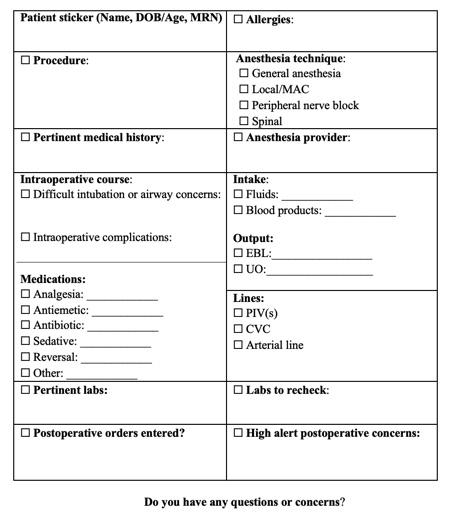 Patient sticker (Name, DOB/Age, MRN)
☐ Allergies:
☐ Procedure:
Anesthesia technique:
☐ General anesthesia
☐ Local/MAC
☐ Peripheral nerve block
☐ Spinal
☐ Pertinent medical history:
☐ Anesthesia provider:
Intraoperative course:
☐ Difficult intubation or airway concerns:
☐ Intraoperative complications:
Intake:
☐ Fluids: ____________
☐ Blood products: ____________
Output:
☐ EBL:_________________
☐ UO:__________________
Medications:
☐ Analgesia: ____________
☐ Antiemetic: ____________
☐ Antibiotic: ____________
☐ Sedative: ____________
☐ Reversal: ____________
☐ Other: ____________
Lines:
☐ PIV(s)
☐ CVC
☐ Arterial line
☐ Pertinent labs:
☐ Labs to recheck:
☐ Postoperative orders entered?
☐ High alert postoperative concerns:
Do you have any questions or concerns?